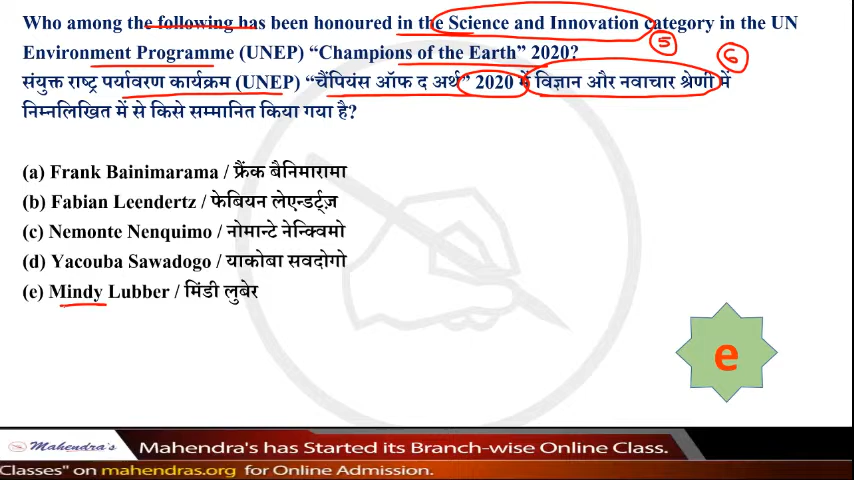 Who among the following has been honoured in the Science and Innovation category in the UN
Environment Programme (UNEP) “Champions of the Earth” 2020?
संयुक्त राष्ट्र पर्यावरण कार्यक्रम (UNEP) “चैंपियंस ऑफ द अर्थ” 2020 में विज्ञान और नवाचार श्रेणी में
निम्नलिखित में से किसे सम्मानित किया गया है?
5
6
(a) Frank Bainimarama / फ्रैंक बैनिमारामा
(b) Fabian Leendertz / फेबियन लेएन्डर्ट्ज़
(c) Nemonte Nenquimo / नोमान्टे नेन्क्विमो
(d) Yacouba Sawadogo / याकोबा सवदोगो
(e) Mindy Lubber / मिंडी लुबेर
e
Mahendra's
Mahendra's has Started its Branch-wise Online Class.
Classes" on mahendras.org for Online Admission.